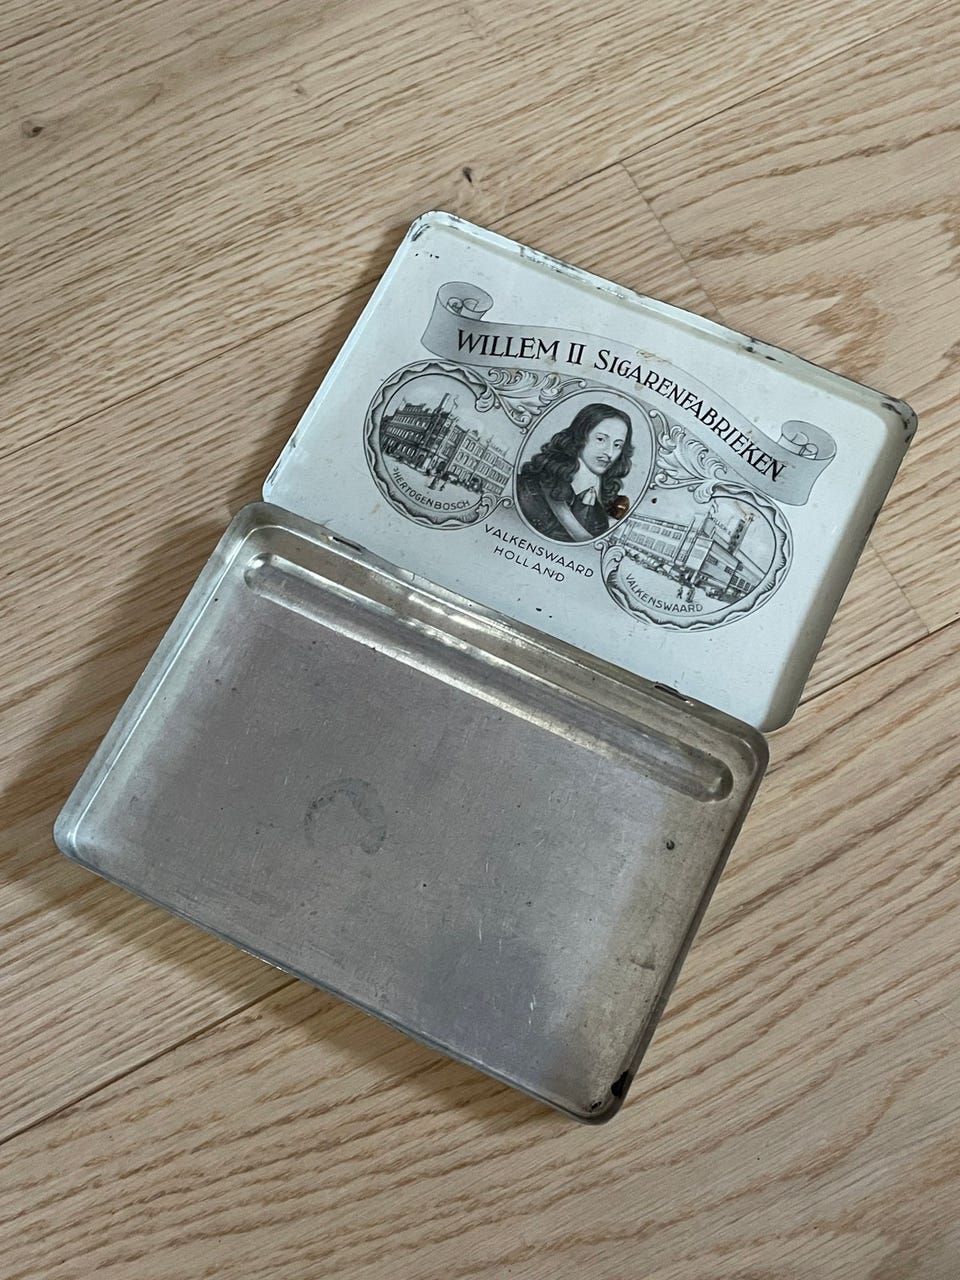 WILLEM II SIGARENFABRIEKEN
'SHERTOGENBOSCH
VALKENSWAARD
HOLLAND
VALKENSWAARD